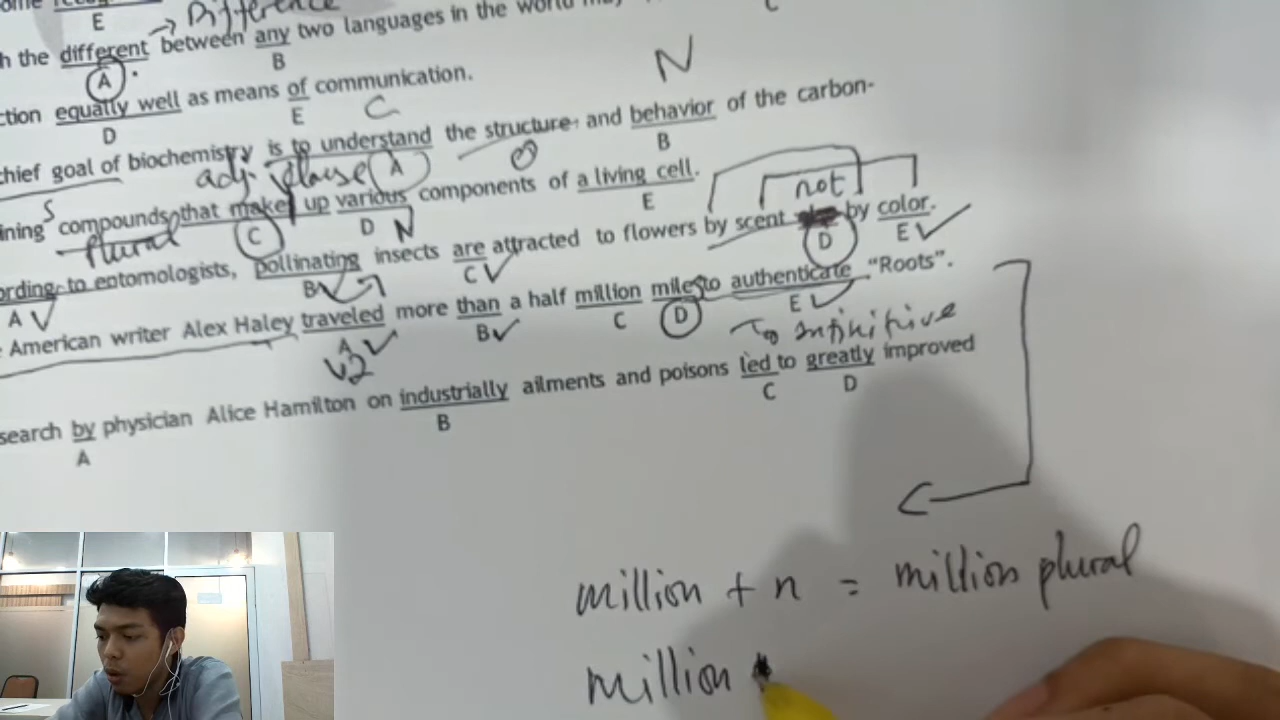 E → Difference
h the different between any two languages in the world
A B C
ction equally well as means of communication.
D E C N
chief goal of biochemistry is to understand the structure and behavior of the carbon-
adj. clause A B
ining compounds that make up various components of a living cell.
S plural C D N E not
ording to entomologists, pollinating insects are attracted to flowers by scent by color.
A B C D E
American writer Alex Haley traveled more than a half million miles to authenticate "Roots".
A B C D E To infinitive
V2
search by physician Alice Hamilton on industrially ailments and poisons led to greatly improved
A B C D
million + n = million plural
million